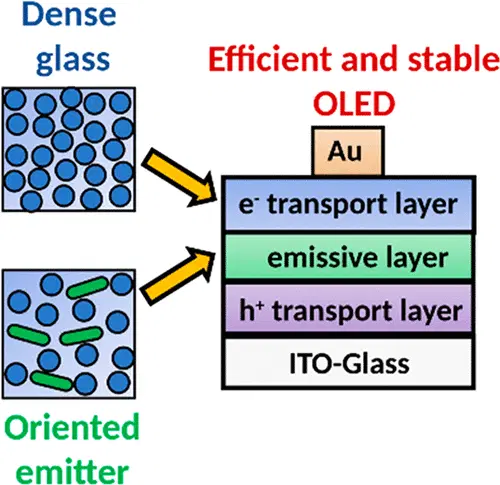 Dense
glass
Efficient and stable
OLED
Au
e⁻ transport layer
emissive layer
h⁺ transport layer
ITO-Glass
Oriented
emitter